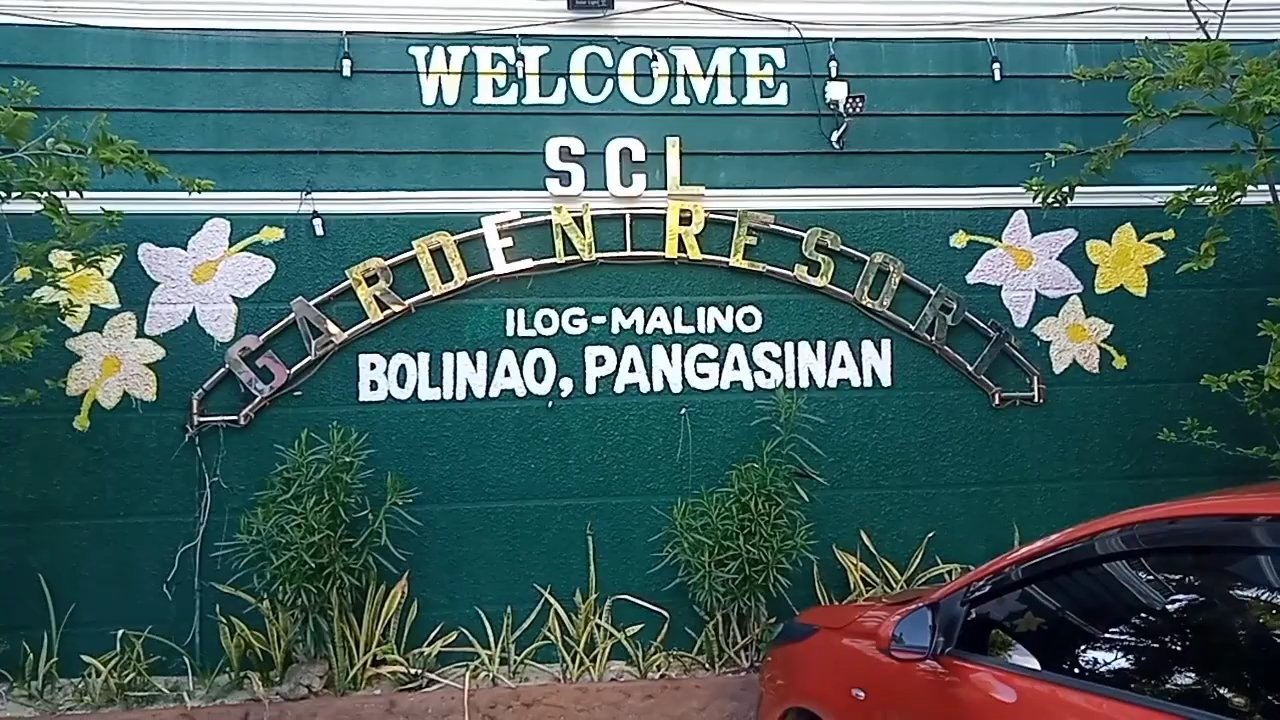 WELCOME
SCL
GARDEN RESORT
ILOG-MALINO
BOLINAO, PANGASINAN